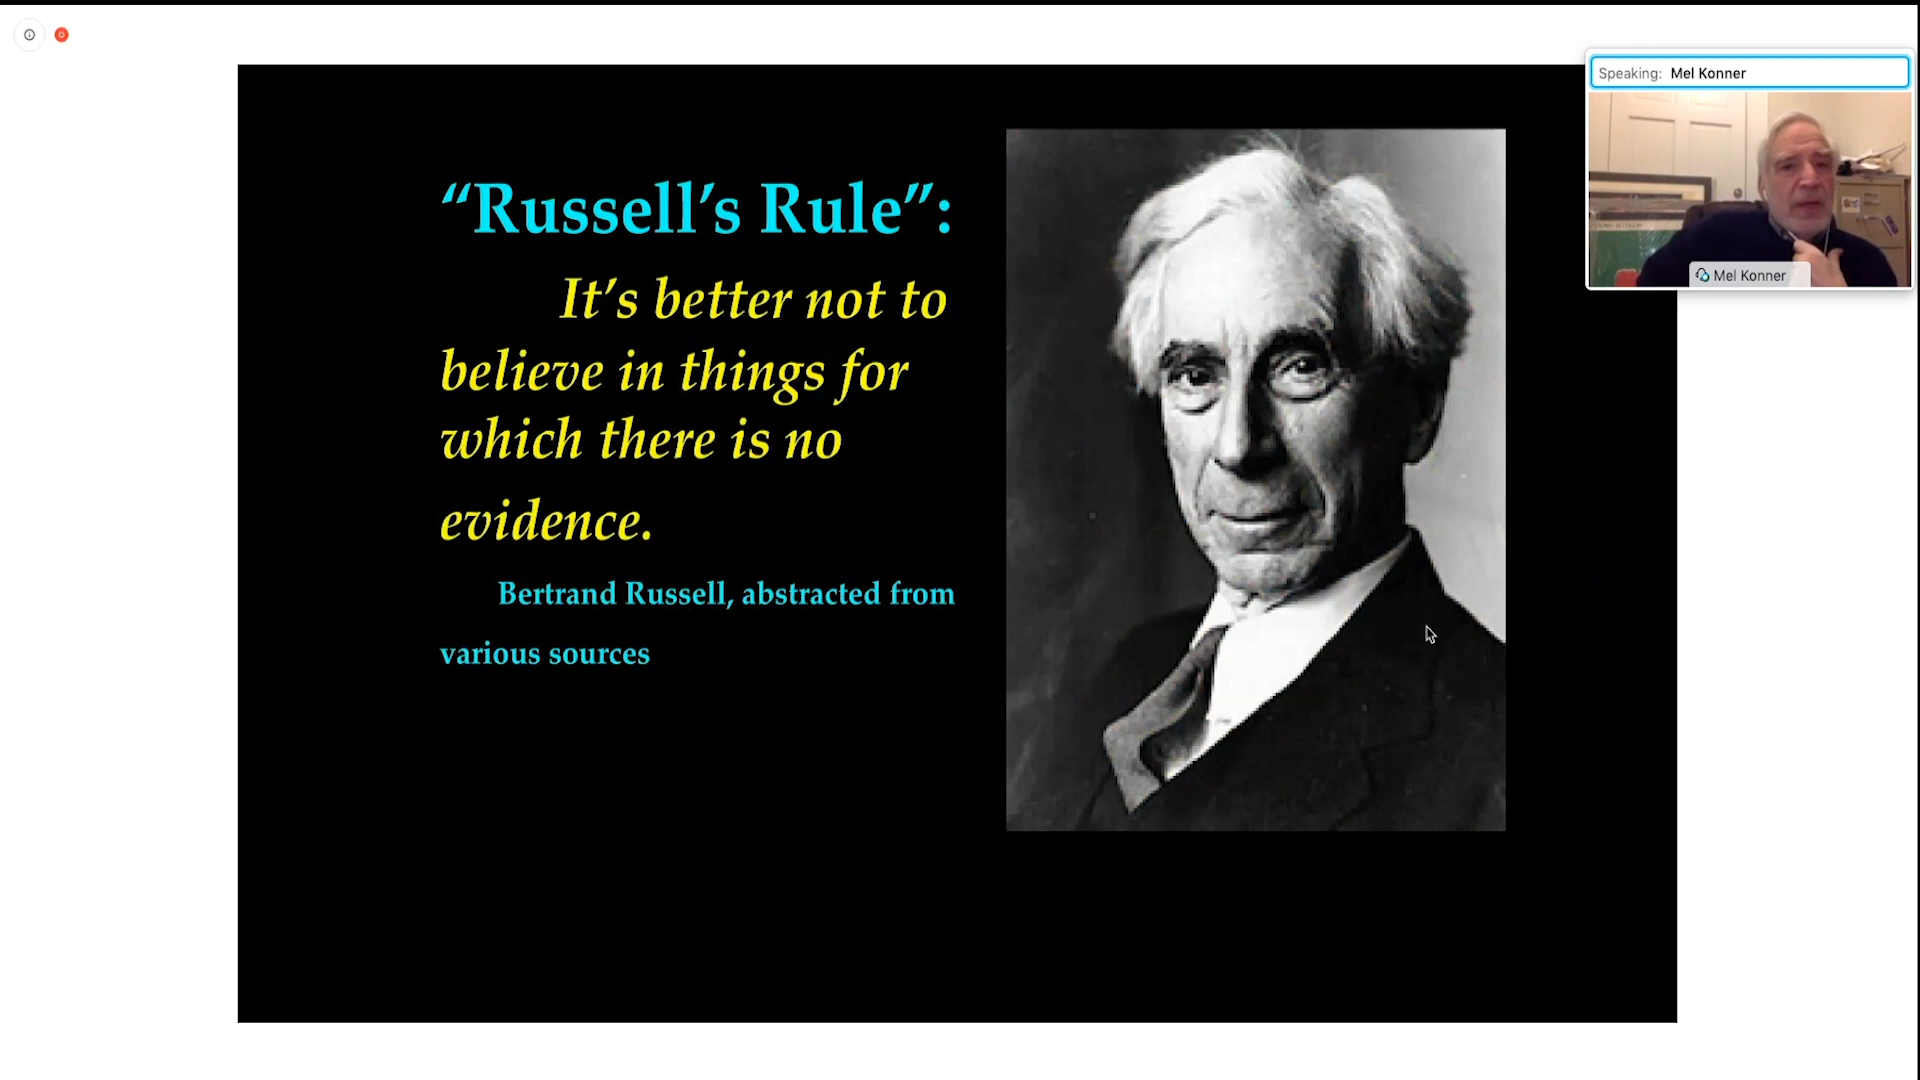 Speaking: Mel Konner
“Russell’s Rule”:
It’s better not to
believe in things for
which there is no
evidence.
Bertrand Russell, abstracted from
various sources
Mel Konner